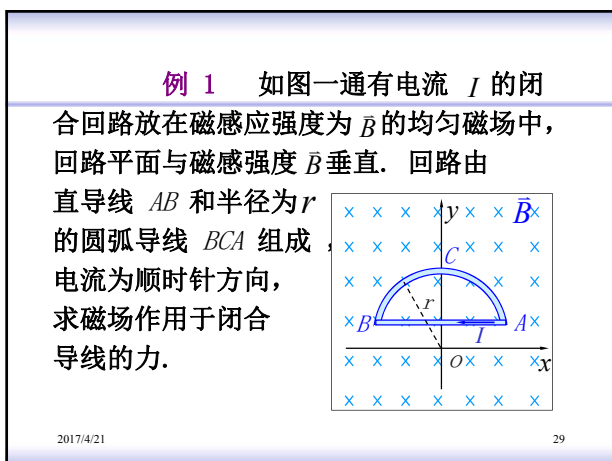 例 1 如图一通有电流 I 的闭
合回路放在磁感应强度为 B⃗ 的均匀磁场中，
回路平面与磁感强度 B⃗ 垂直. 回路由
直导线 AB 和半径为 r
的圆弧导线 BCA 组成 ，
电流为顺时针方向，
求磁场作用于闭合
导线的力.
y B⃗
C
r
B I A
O x
2017/4/21 29